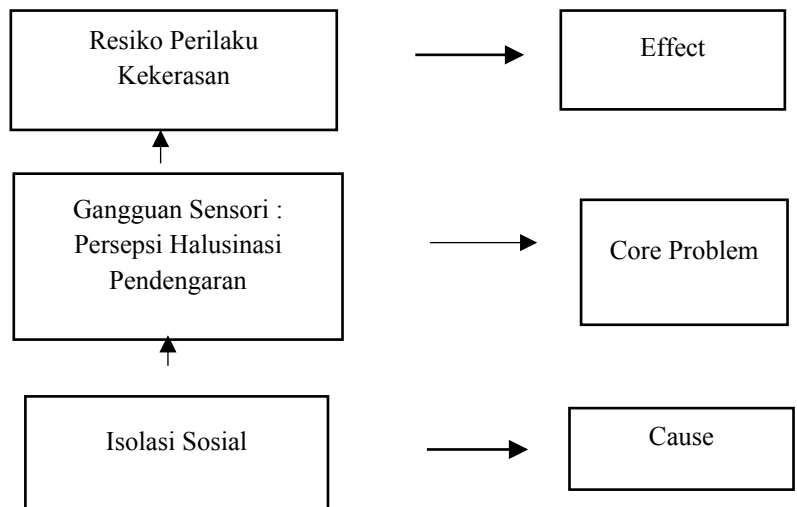 Resiko Perilaku
Kekerasan
Effect
Gangguan Sensori :
Persepsi Halusinasi
Pendengaran
Core Problem
Isolasi Sosial
Cause